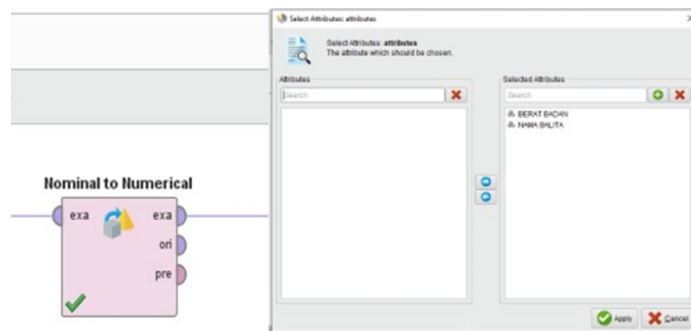 Nominal to Numerical
exa
exa
ori
pre
Select Attributes: attributes
Select Attributes: attributes
The attribute which should be chosen.
Attributes
Search
Selected Attributes
Search
BERAT BADAN
NAMA BALITA
Apply
Cancel